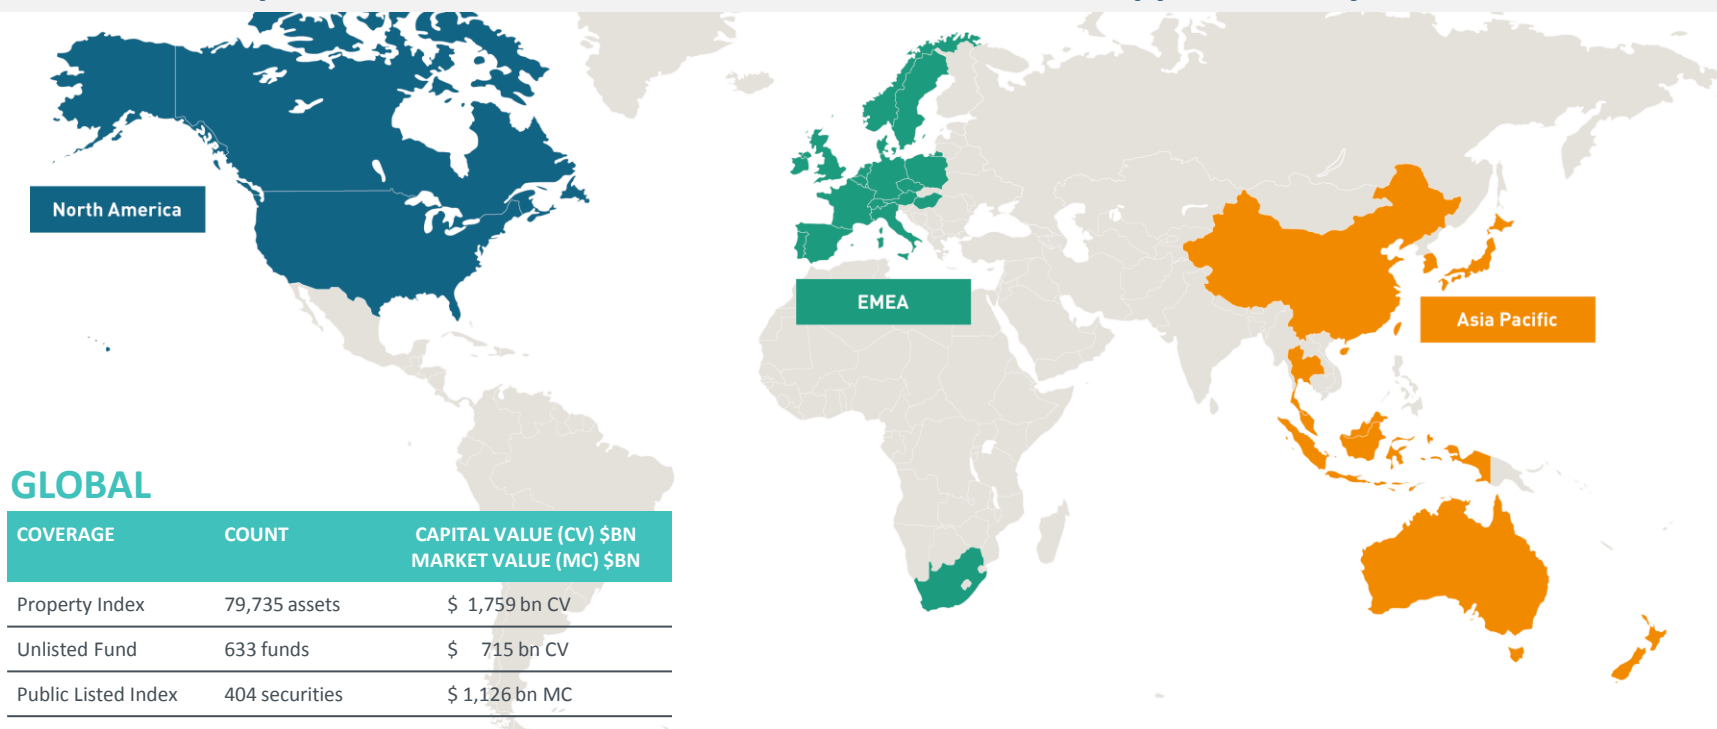 North America
EMEA
Asia Pacific
GLOBAL
COVERAGE COUNT CAPITAL VALUE (CV) $BN
MARKET VALUE (MC) $BN
Property Index 79,735 assets $ 1,759 bn CV
Unlisted Fund 633 funds $ 715 bn CV
Public Listed Index 404 securities $ 1,126 bn MC